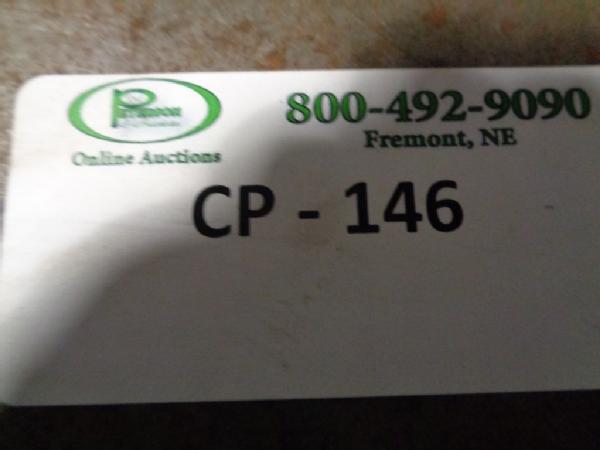 800-492-9090
Fremont, NE
Online Auctions
CP - 146